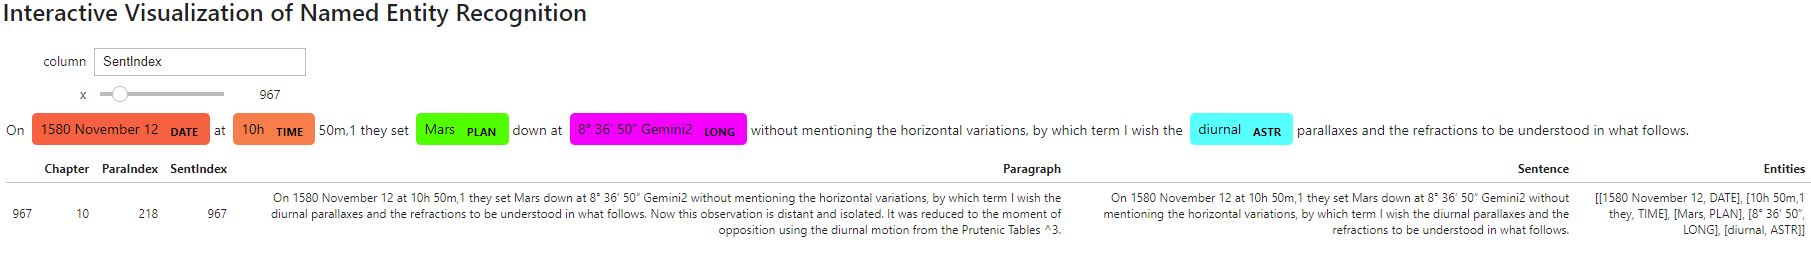 Interactive Visualization of Named Entity Recognition
column SentIndex
x 967
On 1580 November 12 DATE at 10h TIME 50m,1 they set Mars PLAN down at 8° 36’ 50” Gemini2 LONG without mentioning the horizontal variations, by which term I wish the diurnal ASTR parallaxes and the refractions to be understood in what follows.
Chapter ParaIndex SentIndex Paragraph Sentence Entities
967 10 218 967
On 1580 November 12 at 10h 50m,1 they set Mars down at 8° 36’ 50” Gemini2 without mentioning the horizontal variations, by which term I wish the
diurnal parallaxes and the refractions to be understood in what follows. Now this observation is distant and isolated. It was reduced to the moment of
opposition using the diurnal motion from the Prutenic Tables ^3.
On 1580 November 12 at 10h 50m,1 they set Mars down at 8° 36’ 50” Gemini2 without
mentioning the horizontal variations, by which term I wish the diurnal parallaxes and the
refractions to be understood in what follows.
[[1580 November 12, DATE], [10h 50m,1
they, TIME], [Mars, PLAN], [8° 36’ 50”,
LONG], [diurnal, ASTR]]